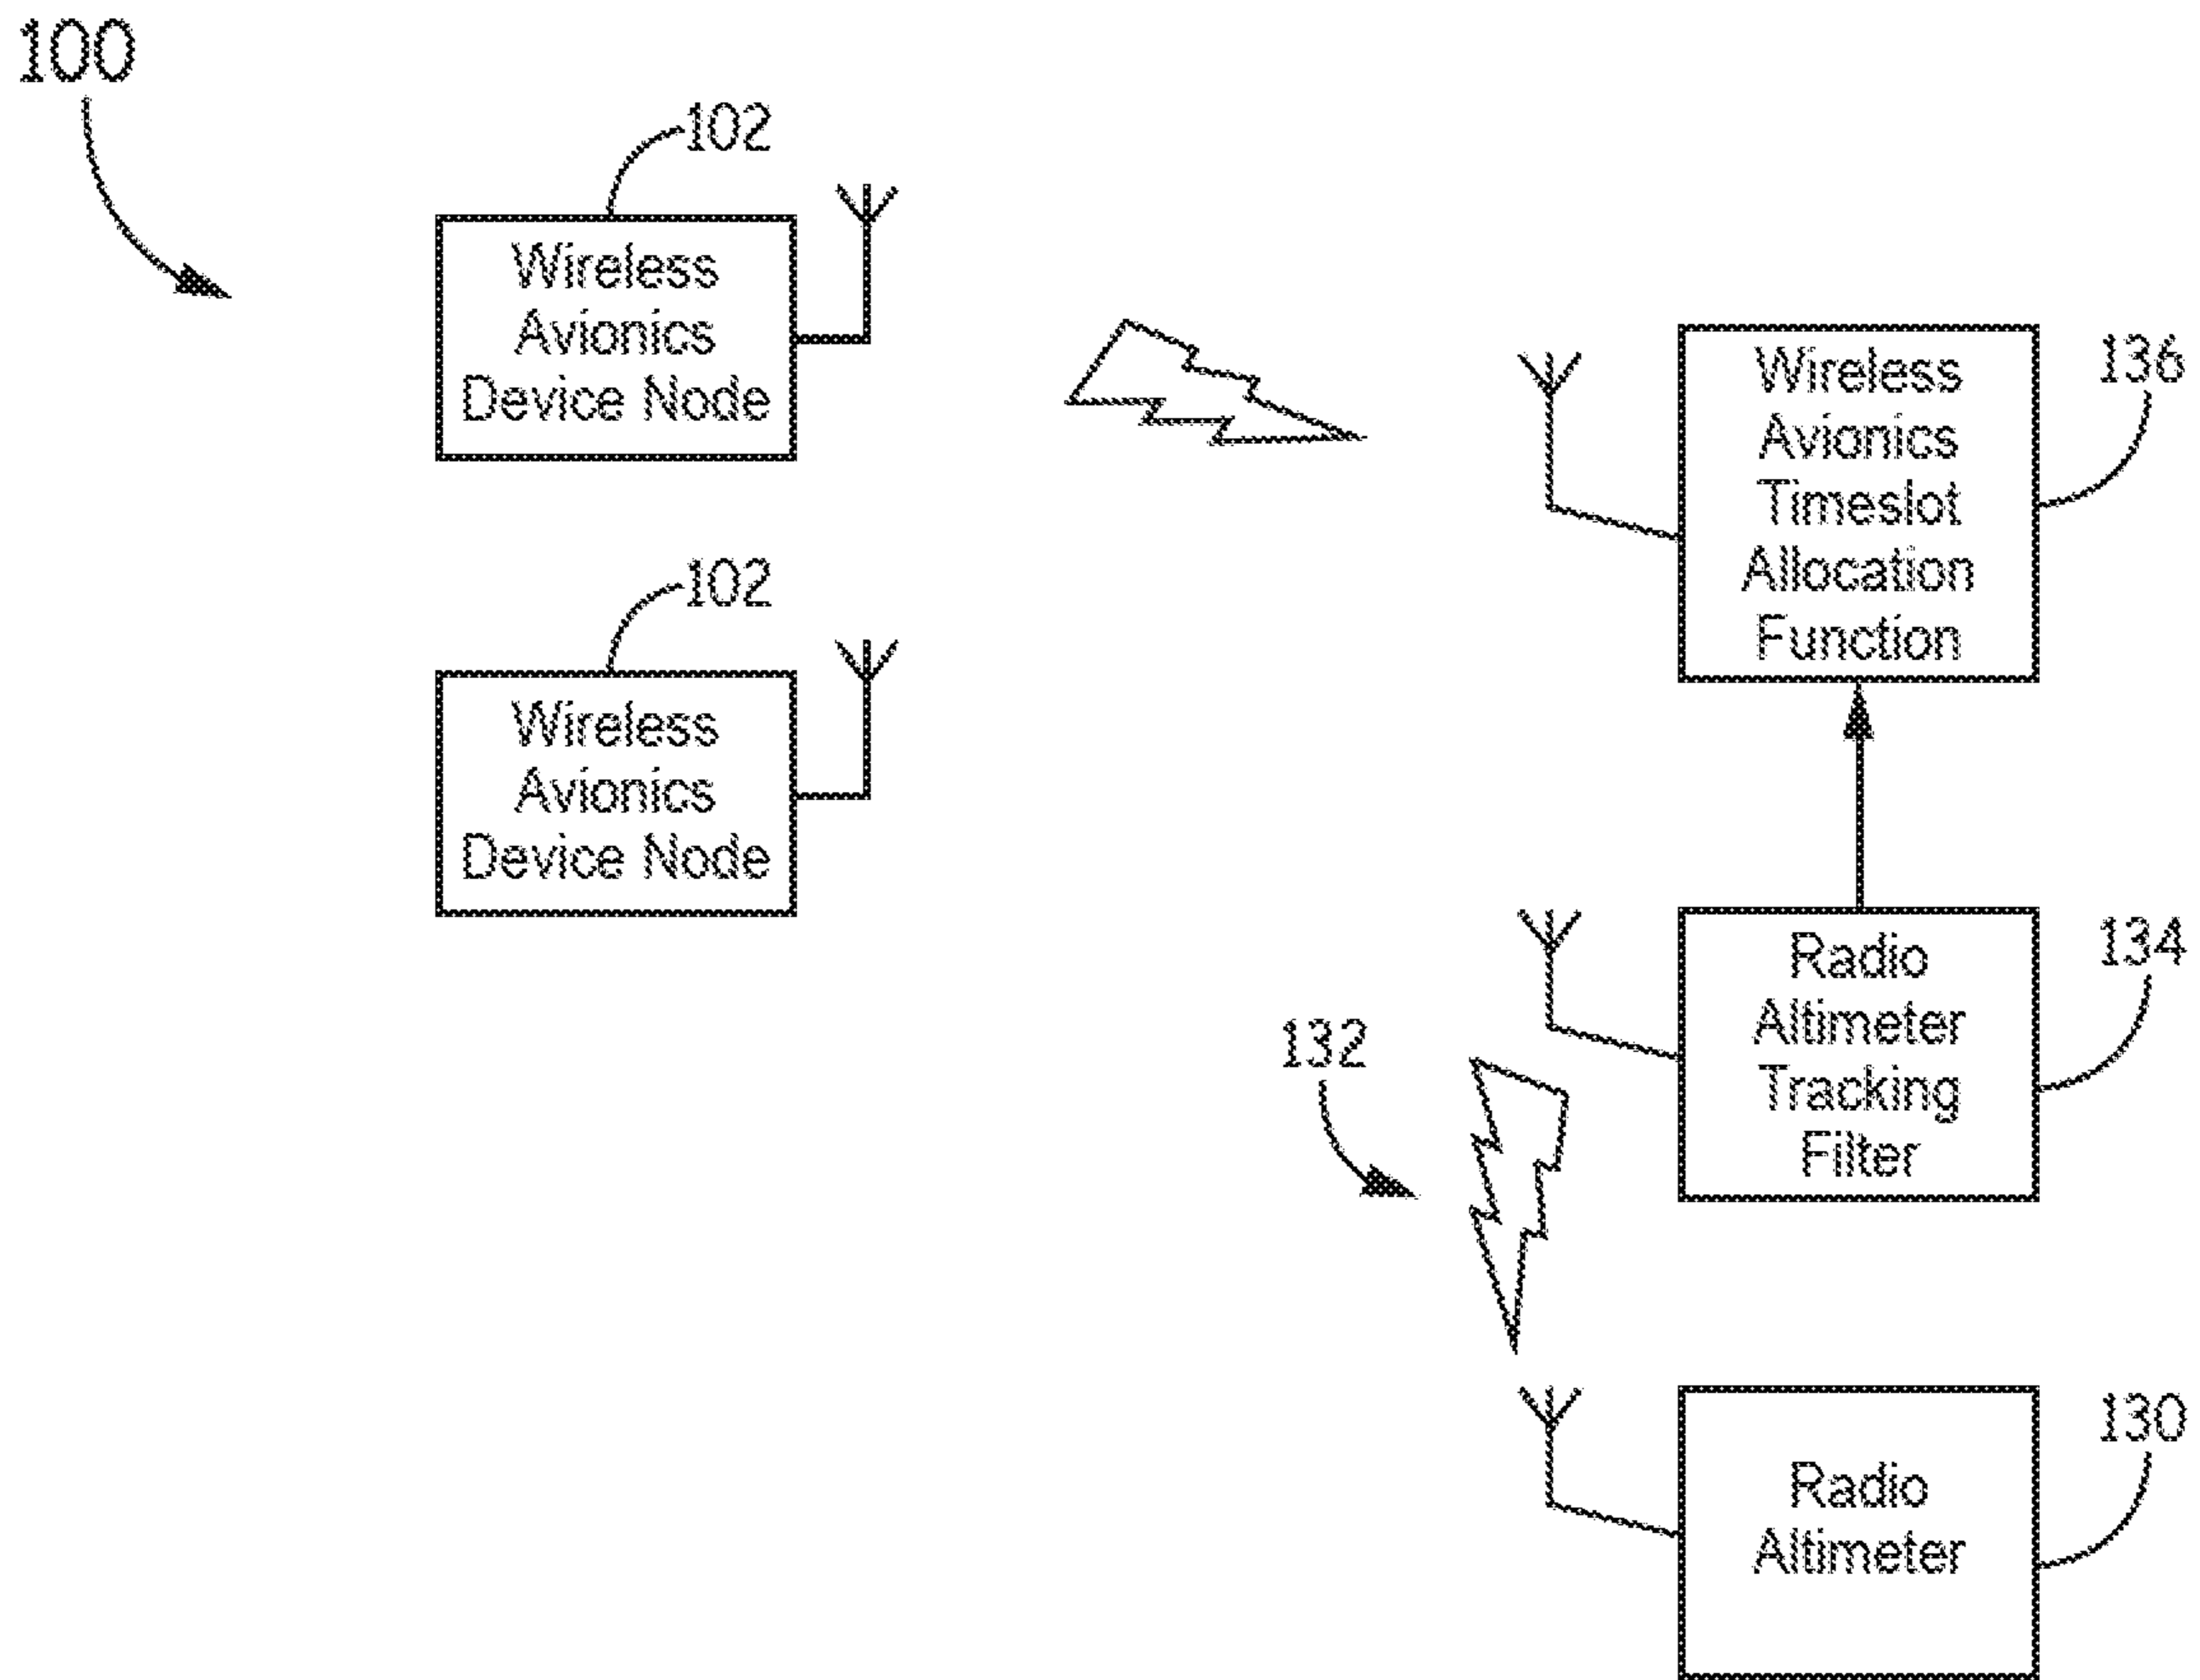 100
102
Wireless
Avionics
Device Node
102
Wireless
Avionics
Device Node
136
Wireless
Avionics
Timeslot
Allocation
Function
134
Radio
Altimeter
Tracking
Filter
132
130
Radio
Altimeter